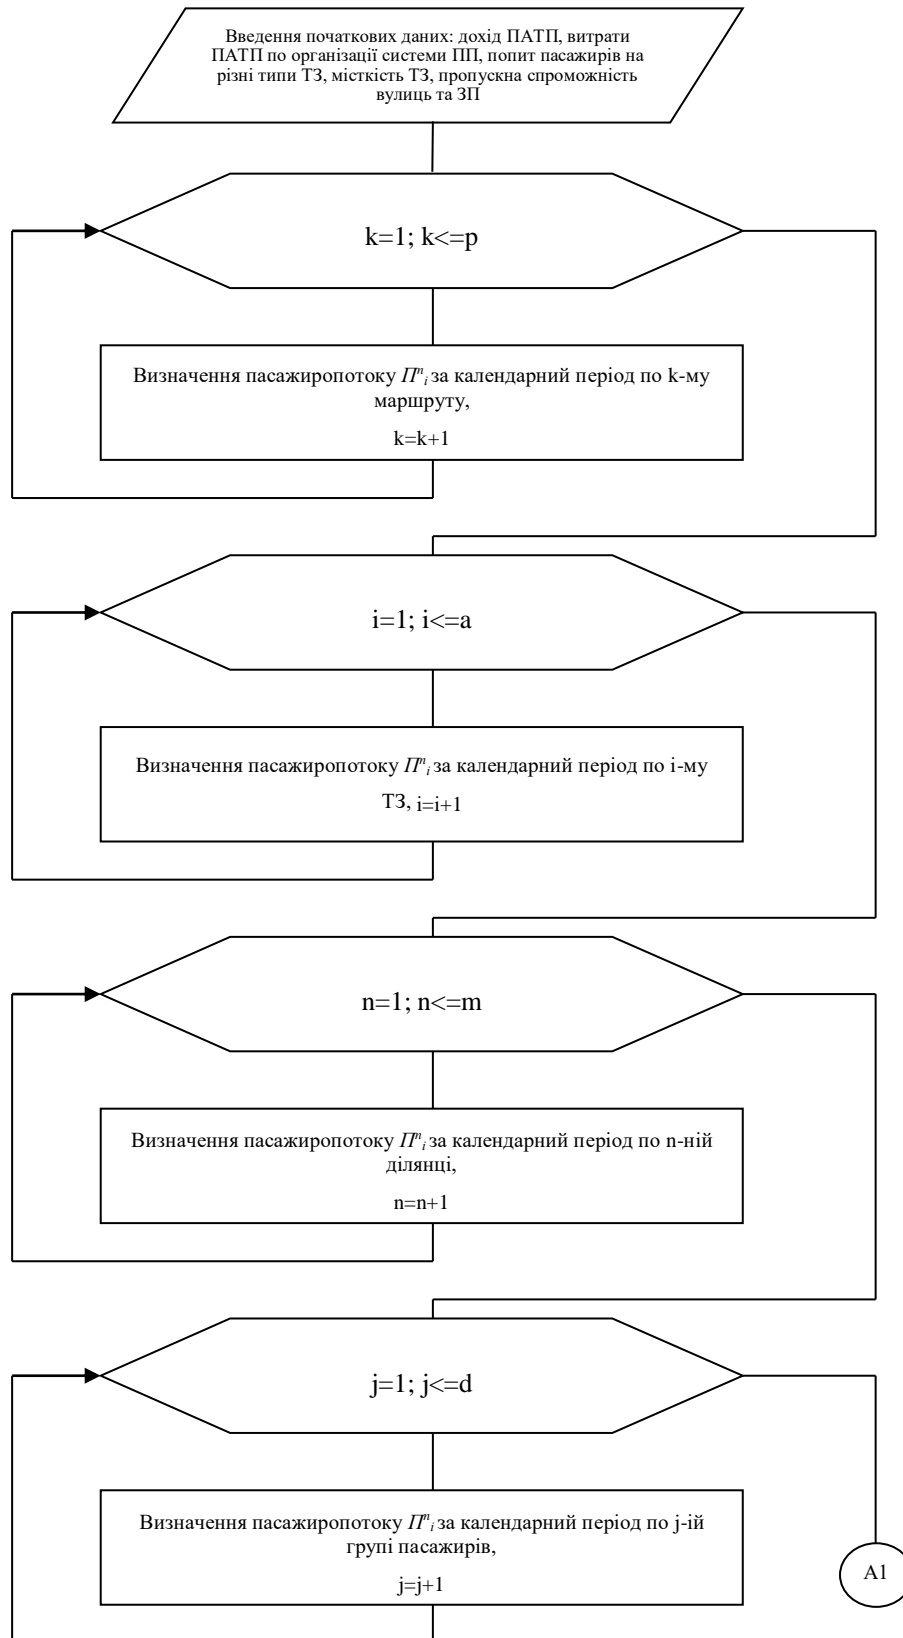 Введення початкових даних: дохід ПАТП, витрати
ПАТП по організації системи ПП, попит пасажирів на
різні типи ТЗ, місткість ТЗ, пропускна спроможність
вулиць та ЗП
k=1; k<=p
Визначення пасажиропотоку Пⁿᵢ за календарний період по k-му
маршруту,
k=k+1
i=1; i<=a
Визначення пасажиропотоку Пⁿᵢ за календарний період по і-му
ТЗ, i=i+1
n=1; n<=m
Визначення пасажиропотоку Пⁿᵢ за календарний період по n-ній
ділянці,
n=n+1
j=1; j<=d
Визначення пасажиропотоку Пⁿᵢ за календарний період по j-ій
групі пасажирів,
j=j+1
А1